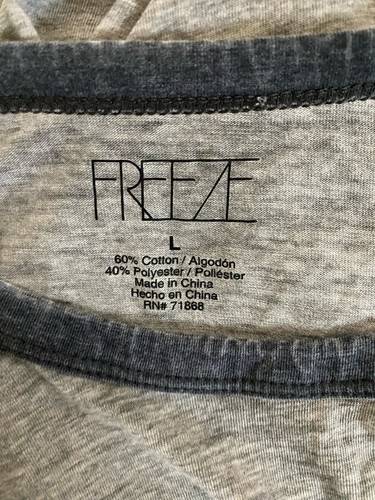 FREEZE
L
60% Cotton / Algodón
40% Polyester / Poliéster
Made in China
Hecho en China
RN# 71868